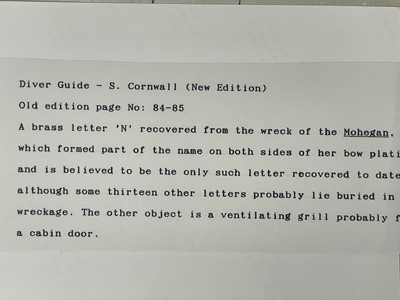 Diver Guide - S. Cornwall (New Edition)
Old edition page No: 84-85
A brass letter 'N' recovered from the wreck of the Mohegan.
which formed part of the name on both sides of her bow plati
and is believed to be the only such letter recovered to date
although some thirteen other letters probably lie buried in
wreckage. The other object is a ventilating grill probably f
a cabin door.